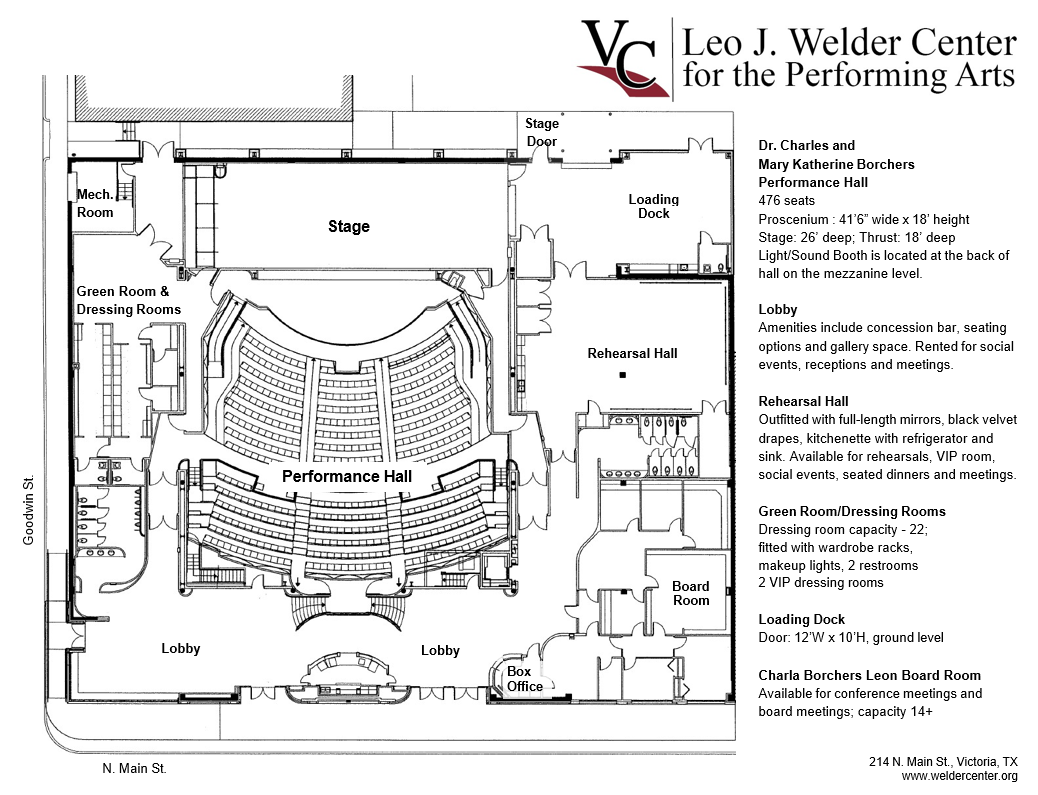 VC
Leo J. Welder Center
for the Performing Arts
Stage
Door
Mech.
Room
Stage
Loading
Dock
Green Room &
Dressing Rooms
Rehearsal Hall
Performance Hall
Goodwin St.
Board
Room
Lobby
Lobby
Box
Office
N. Main St.
Dr. Charles and
Mary Katherine Borchers
Performance Hall
476 seats
Proscenium : 41'6" wide x 18' height
Stage: 26' deep; Thrust: 18' deep
Light/Sound Booth is located at the back of
hall on the mezzanine level.
Lobby
Amenities include concession bar, seating
options and gallery space. Rented for social
events, receptions and meetings.
Rehearsal Hall
Outfitted with full-length mirrors, black velvet
drapes, kitchenette with refrigerator and
sink. Available for rehearsals, VIP room,
social events, seated dinners and meetings.
Green Room/Dressing Rooms
Dressing room capacity - 22;
fitted with wardrobe racks,
makeup lights, 2 restrooms
2 VIP dressing rooms
Loading Dock
Door: 12'W x 10'H, ground level
Charla Borchers Leon Board Room
Available for conference meetings and
board meetings; capacity 14+
214 N. Main St., Victoria, TX
www.weldercenter.org